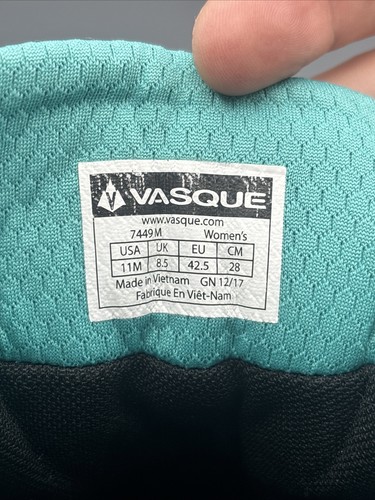 VASQUE
www.vasque.com
7449M Women's
USA UK EU CM
11M 8.5 42.5 28
Made in Vietnam GN 12/17
Fabrique En Viêt-Nam